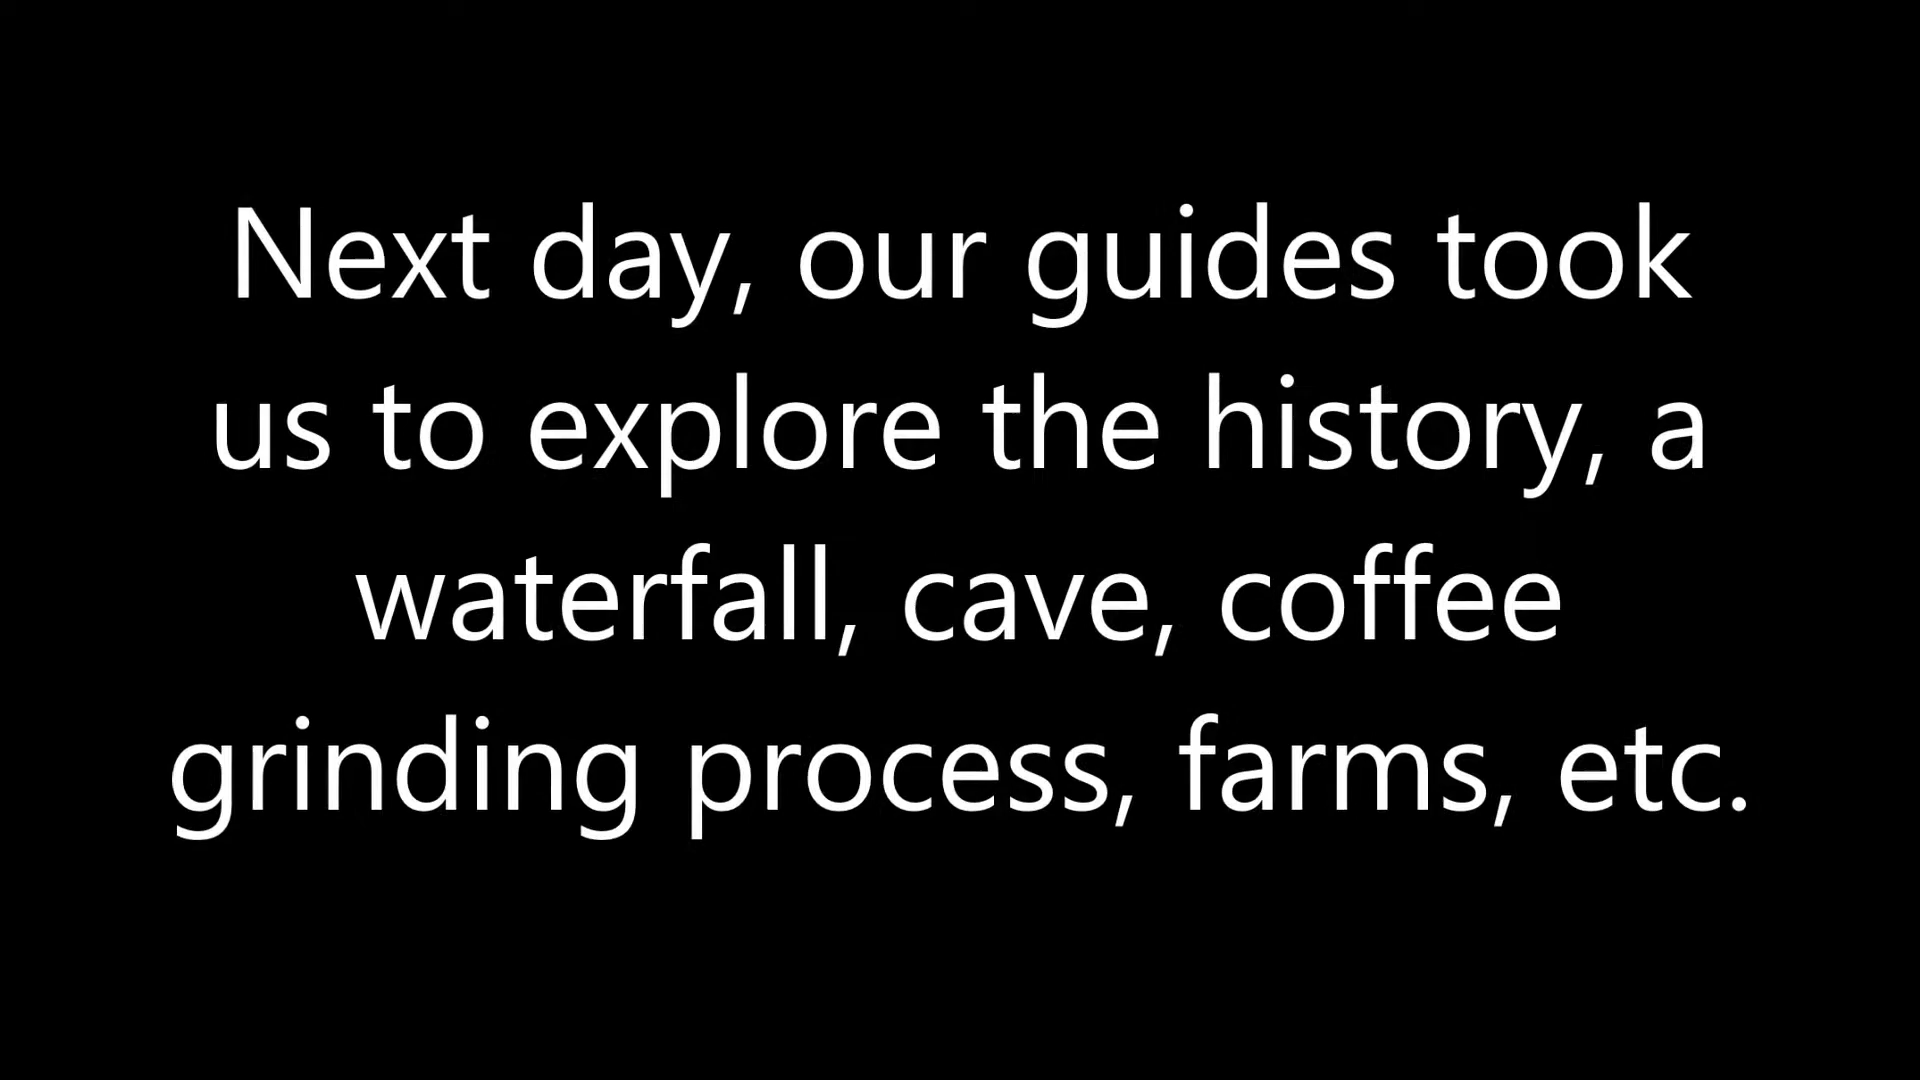 Next day, our guides took
us to explore the history, a
waterfall, cave, coffee
grinding process, farms, etc.